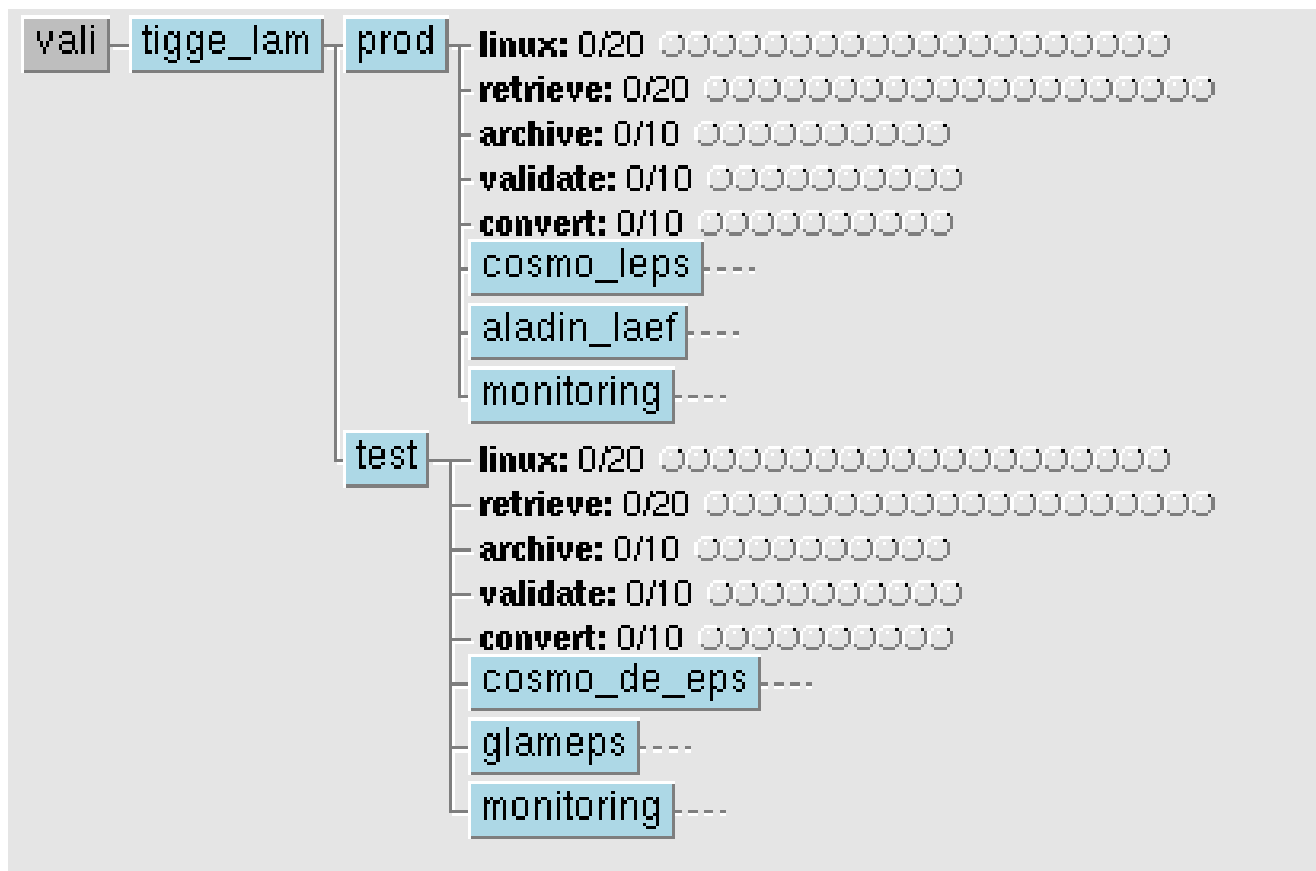 vali tigge_lam prod linux: 0/20
retrieve: 0/20
archive: 0/10
validate: 0/10
convert: 0/10
cosmo_leps
aladin_laef
monitoring
test linux: 0/20
retrieve: 0/20
archive: 0/10
validate: 0/10
convert: 0/10
cosmo_de_eps
glameps
monitoring